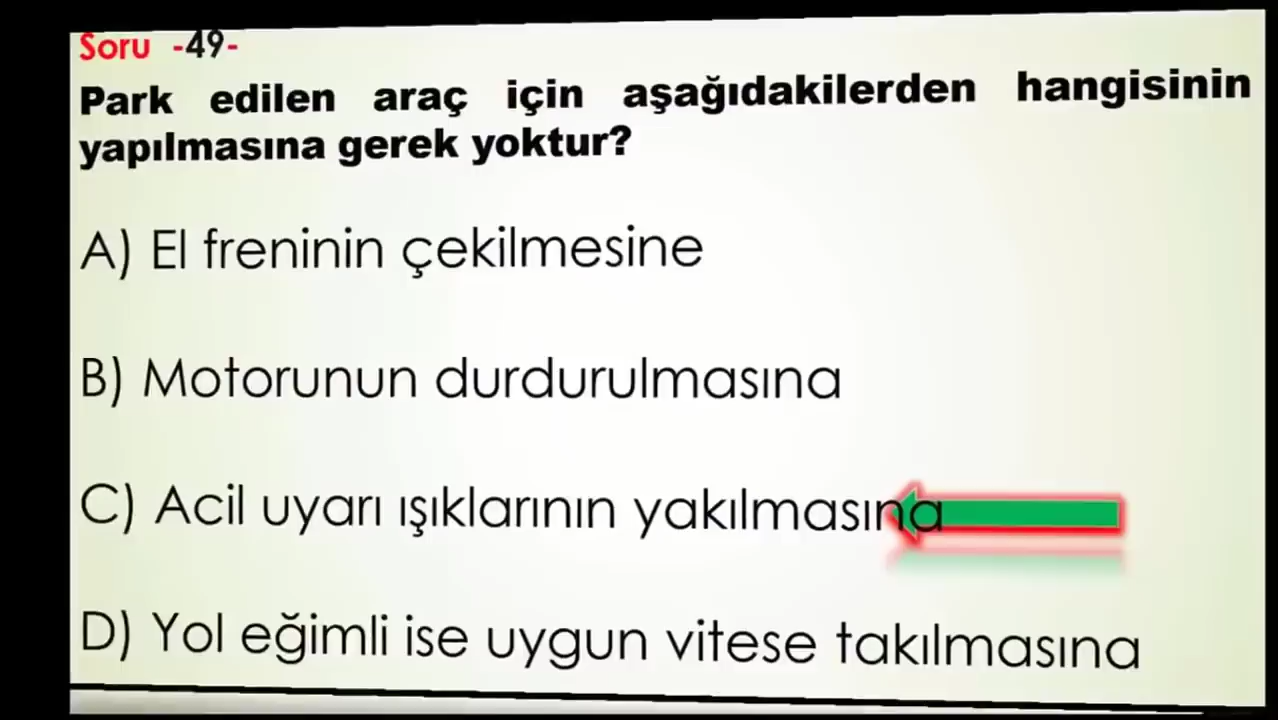 Soru -49-
Park edilen araç için aşağıdakilerden hangisinin
yapılmasına gerek yoktur?
A) El freninin çekilmesine
B) Motorunun durdurulmasına
C) Acil uyarı ışıklarının yakılmasına
D) Yol eğimli ise uygun vitese takılmasına